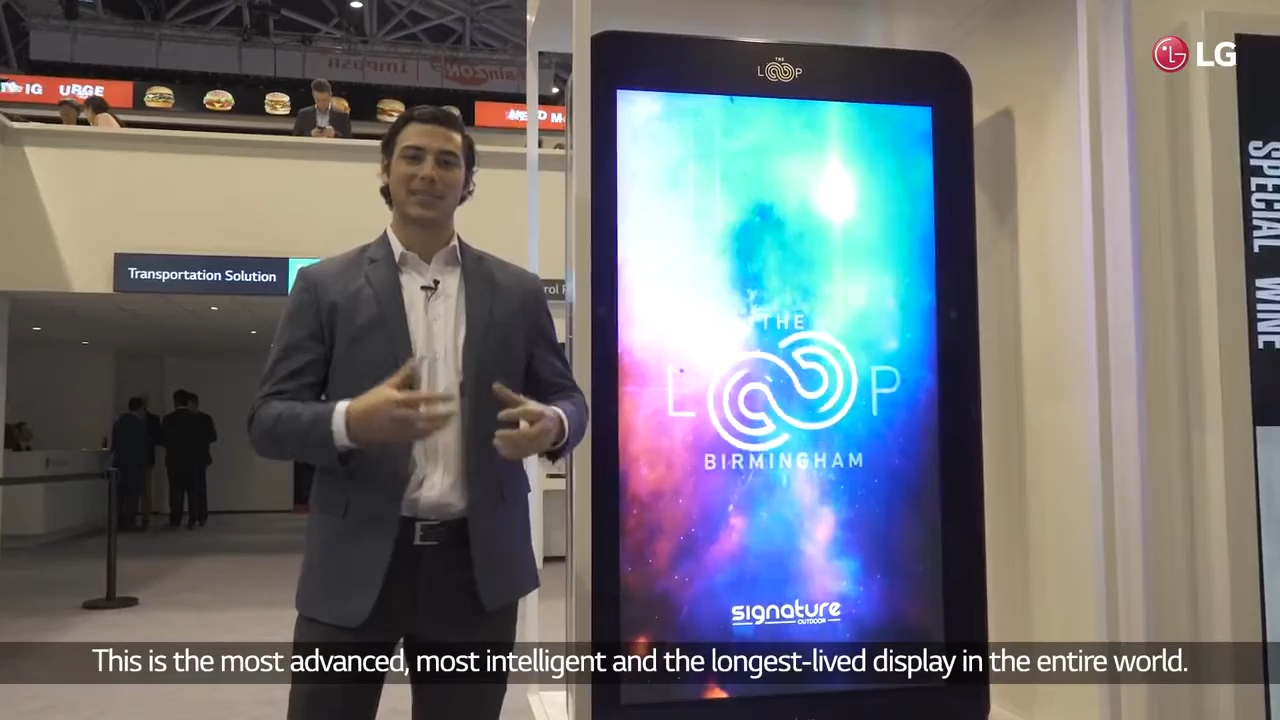 LG
THE
LOOP
URGE
Transportation Solution
THE
LOOP
BIRMINGHAM
signature
OUTDOOR
SPECIAL WINE
This is the most advanced, most intelligent and the longest-lived display in the entire world.